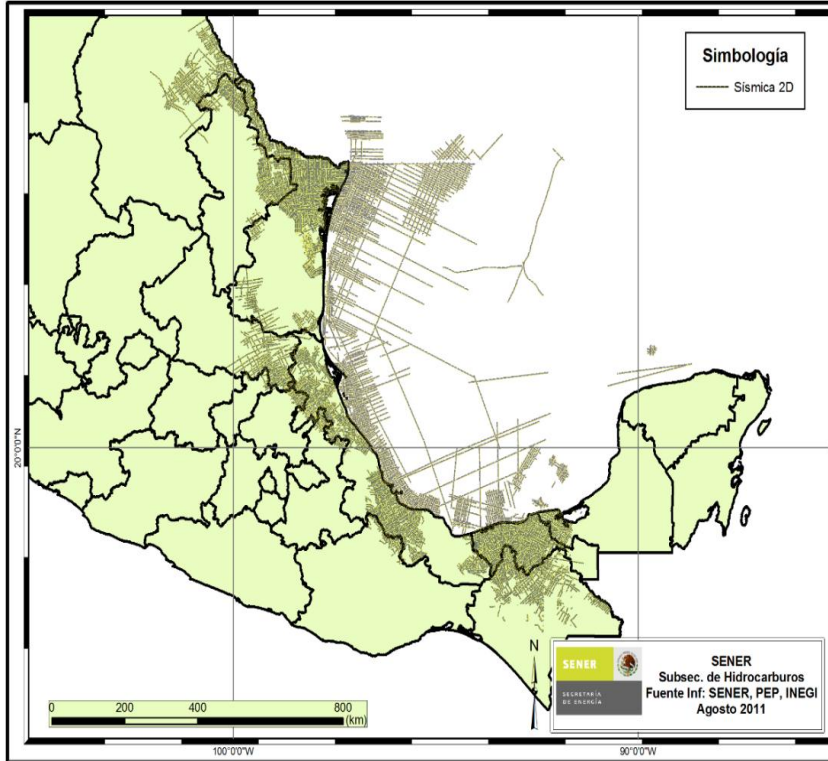 Simbología
Sísmica 2D
20°0'0"N
N
0 200 400 800
(km)
SENER
SECRETARÍA
DE ENERGÍA
SENER
Subsec. de Hidrocarburos
Fuente Inf: SENER, PEP, INEGI
Agosto 2011
100°0'0"W 90°0'0"W